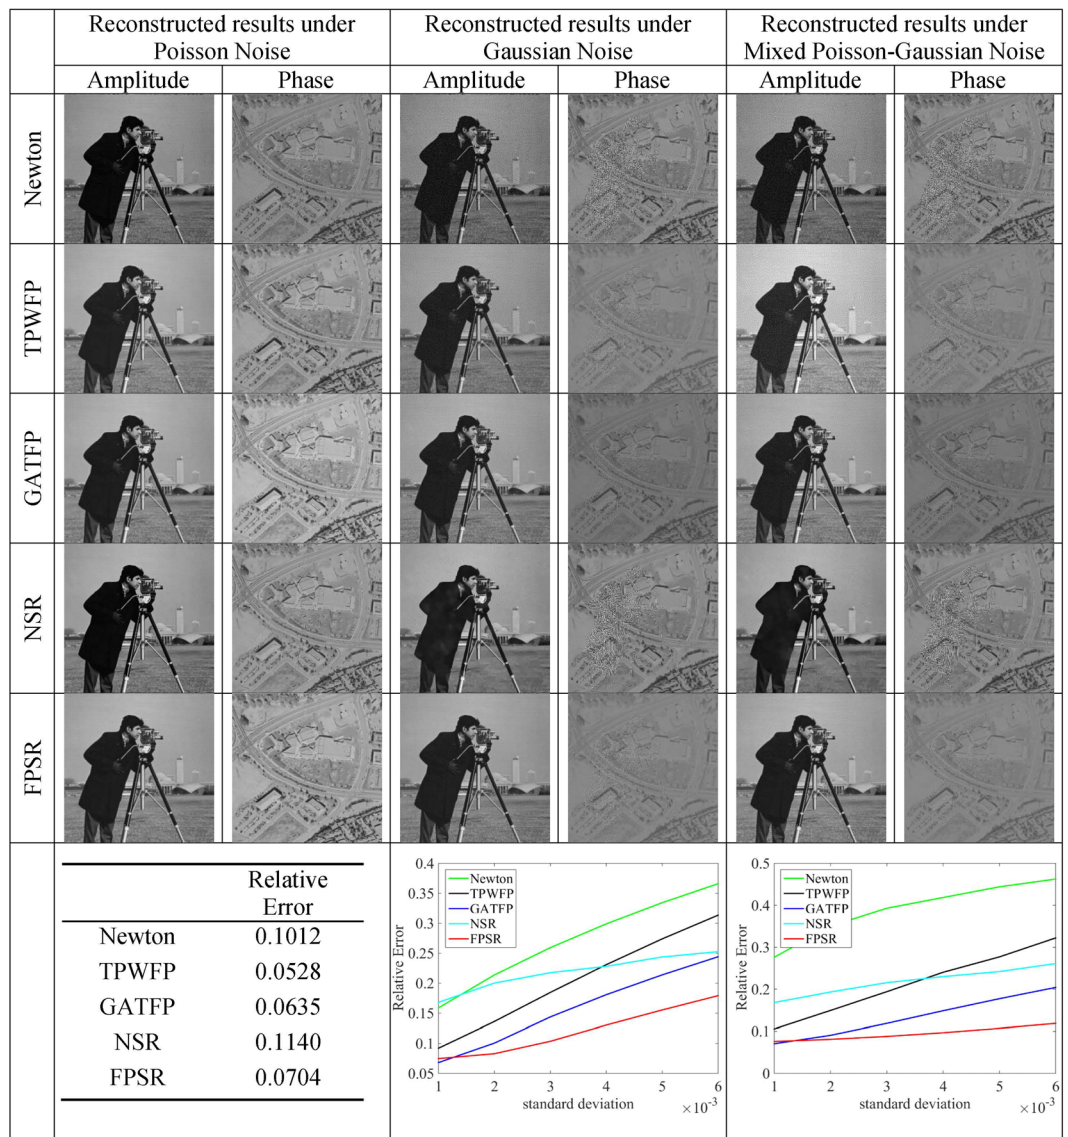 Reconstructed results under
Poisson Noise
Reconstructed results under
Gaussian Noise
Reconstructed results under
Mixed Poisson-Gaussian Noise
Amplitude
Phase
Amplitude
Phase
Amplitude
Phase
Newton
TPWFP
GATFP
NSR
FPSR
Relative
Error
Newton 0.1012
TPWFP 0.0528
GATFP 0.0635
NSR 0.1140
FPSR 0.0704
0.4
0.35
0.3
0.25
0.2
0.15
0.1
0.05
Relative Error
Newton
TPWFP
GATFP
NSR
FPSR
1 2 3 4 5 6
standard deviation
×10⁻³
0.5
0.4
0.3
0.2
0.1
0
Relative Error
Newton
TPWFP
GATFP
NSR
FPSR
1 2 3 4 5 6
standard deviation
×10⁻³